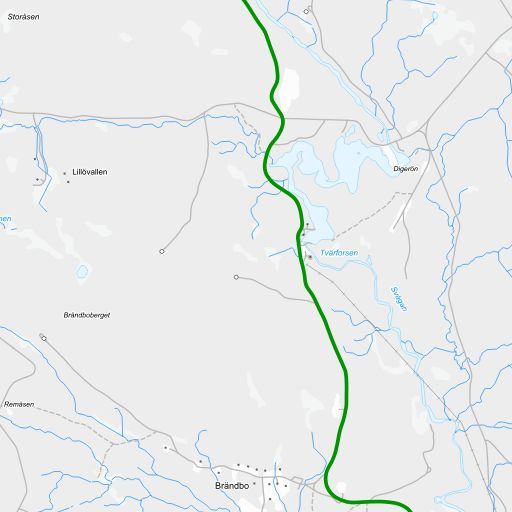 Storåsen
Lillövallen
Digerön
Tvärforsen
Svågan
Brändboberget
Remåsen
Brändbo